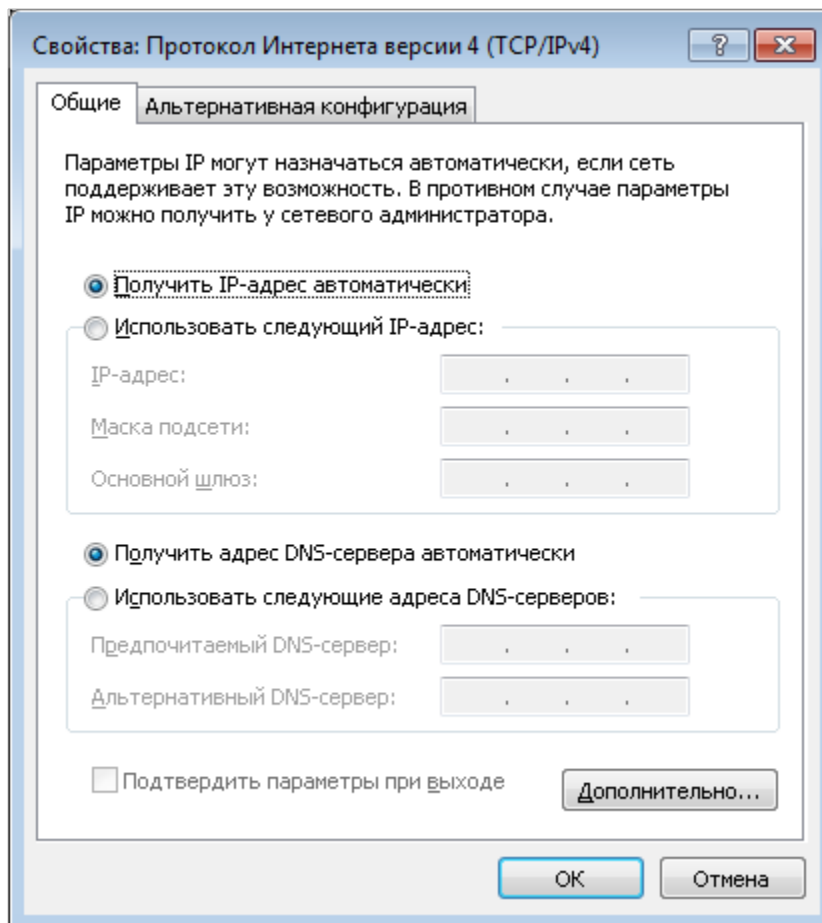 Свойства: Протокол Интернета версии 4 (TCP/IPv4)
Общие
Альтернативная конфигурация
Параметры IP могут назначаться автоматически, если сеть
поддерживает эту возможность. В противном случае параметры
IP можно получить у сетевого администратора.
Получить IP-адрес автоматически
Использовать следующий IP-адрес:
IP-адрес:
Маска подсети:
Основной шлюз:
Получить адрес DNS-сервера автоматически
Использовать следующие адреса DNS-серверов:
Предпочитаемый DNS-сервер:
Альтернативный DNS-сервер:
Подтвердить параметры при выходе
Дополнительно...
ОК
Отмена